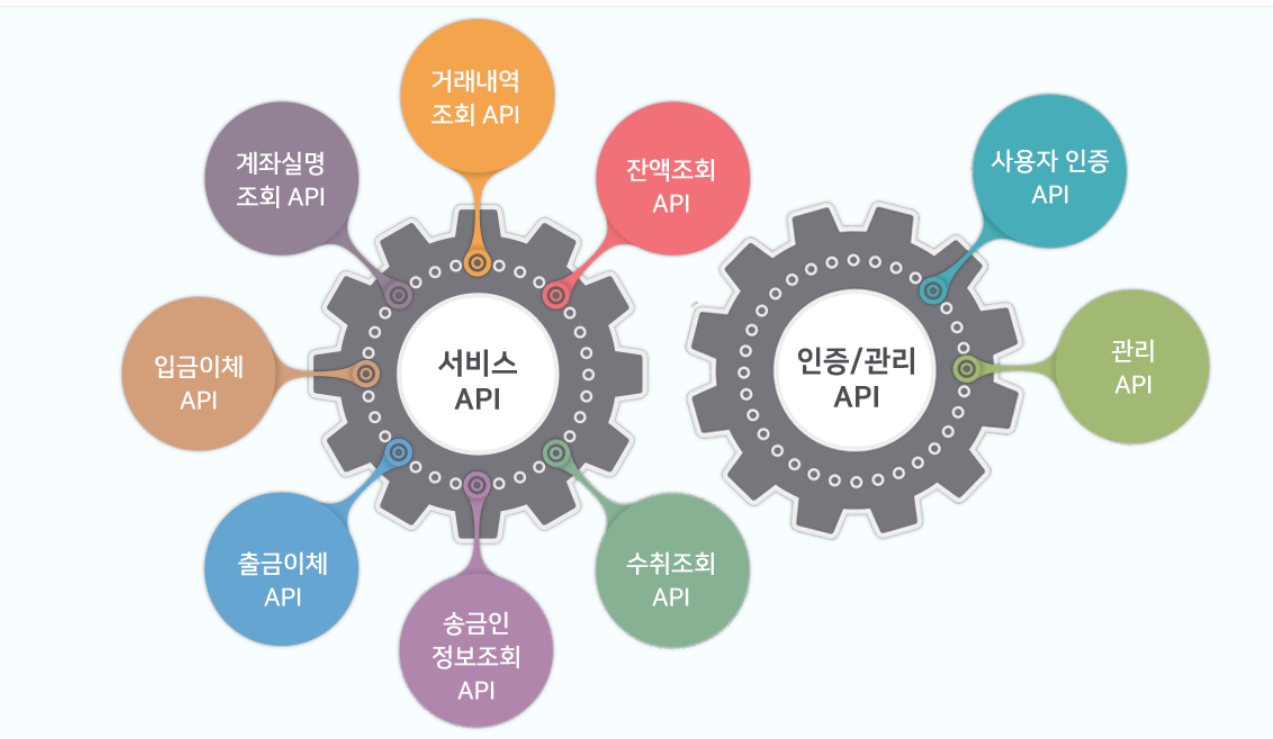 거래내역
조회 API
계좌실명
조회 API
잔액조회
API
입금이체
API
서비스
API
출금이체
API
송금인
정보조회
API
수취조회
API
사용자 인증
API
인증/관리
API
관리
API